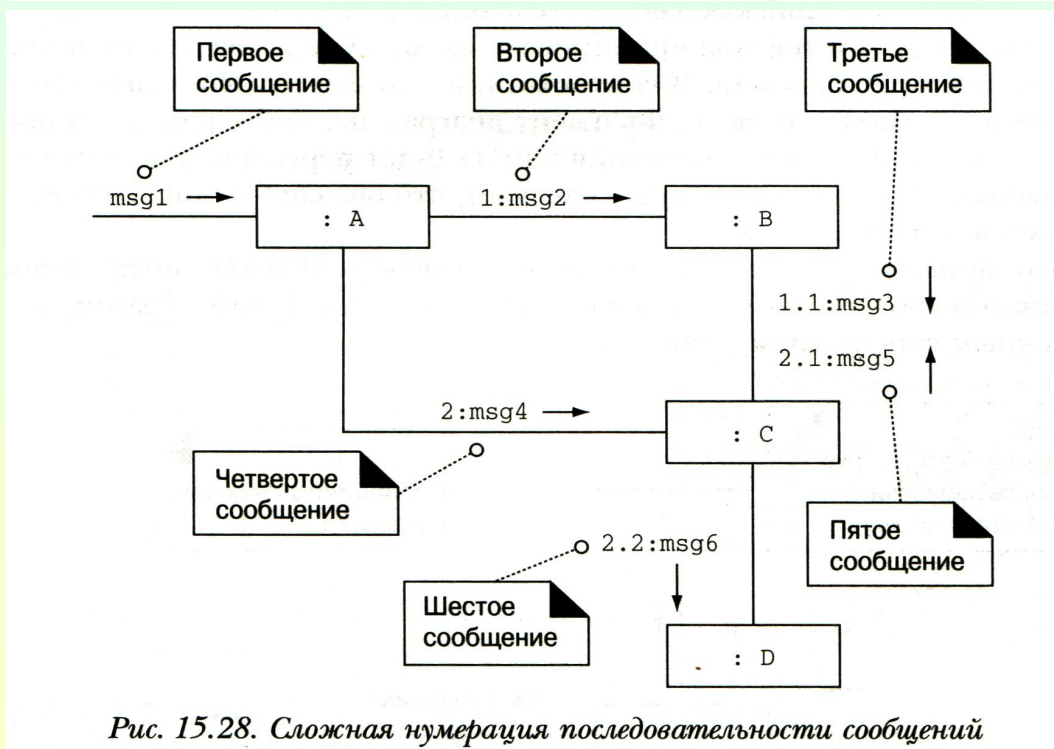 Первое
сообщение
Второе
сообщение
Третье
сообщение
msg1
: A
1:msg2
: B
1.1:msg3
2.1:msg5
2:msg4
: C
Четвертое
сообщение
Пятое
сообщение
2.2:msg6
Шестое
сообщение
: D
Рис. 15.28. Сложная нумерация последовательности сообщений